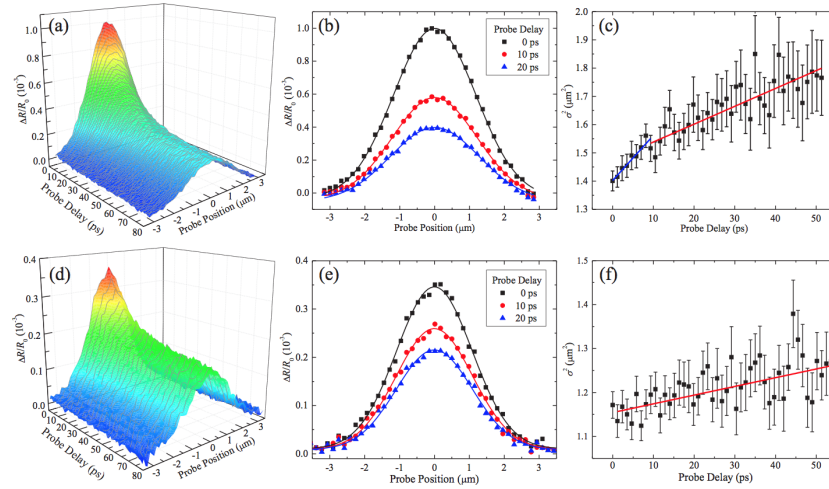 (a)
1.0
0.8
0.6
0.4
0.2
0.0
ΔR/R₀ (10⁻³)
10
20
30
40
50
60
70
80
Probe Delay (ps)
-3
-2
-1
0
1
2
3
Probe Position (μm)
(b)
Probe Delay
0 ps
10 ps
20 ps
1.0
0.8
0.6
0.4
0.2
0.0
ΔR/R₀ (10⁻³)
-3 -2 -1 0 1 2 3
Probe Position (μm)
(c)
2.0
1.9
1.8
1.7
1.6
1.5
1.4
1.3
σ² (μm²)
0 10 20 30 40 50
Probe Delay (ps)
(d)
0.4
0.3
0.2
0.1
0.0
ΔR/R₀ (10⁻³)
10
20
30
40
50
60
70
80
Probe Delay (ps)
-3
-2
-1
0
1
2
3
Probe Position (μm)
(e)
Probe Delay
0 ps
10 ps
20 ps
0.4
0.3
0.2
0.1
0.0
ΔR/R₀ (10⁻³)
-3 -2 -1 0 1 2 3
Probe Position (μm)
(f)
1.5
1.4
1.3
1.2
1.1
σ² (μm²)
0 10 20 30 40 50
Probe Delay (ps)